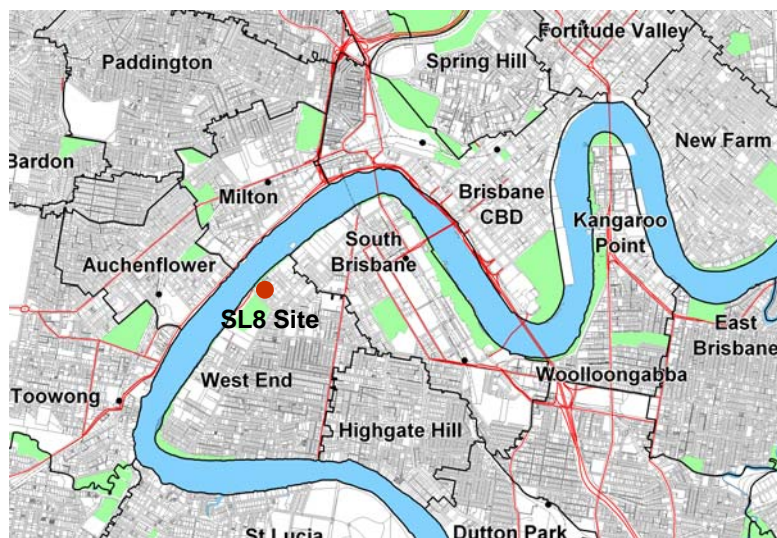 Fortitude Valley
Paddington
Spring Hill
New Farm
Bardon
Milton
Brisbane
CBD
Kangaroo
Point
South
Brisbane
Auchenflower
SL8 Site
East
Brisbane
West End
Woolloongabba
Toowong
Highgate Hill
St Lucia
Dutton Park